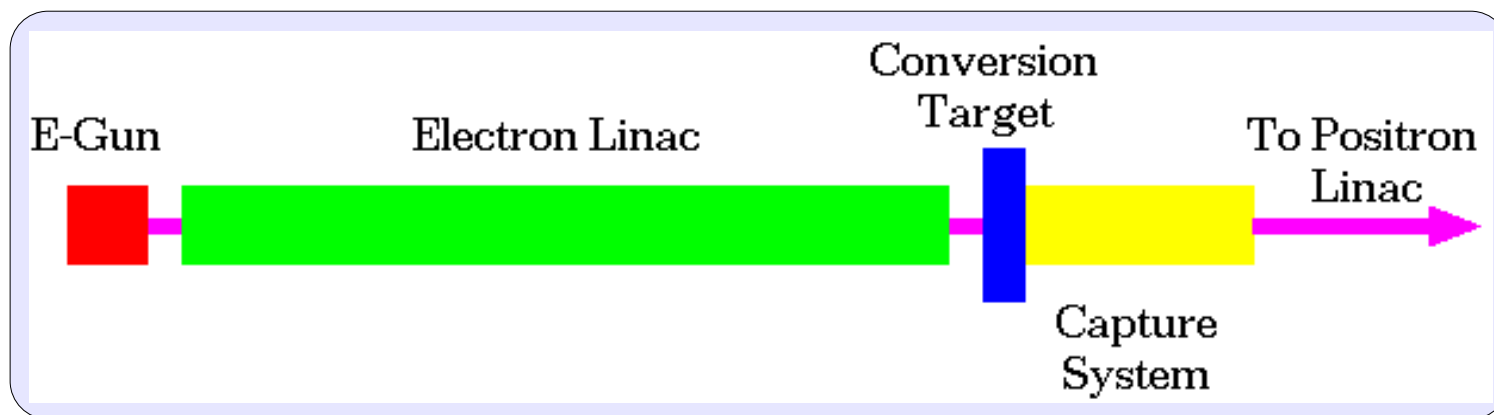 E-Gun
Electron Linac
Conversion
Target
To Positron
Linac
Capture
System